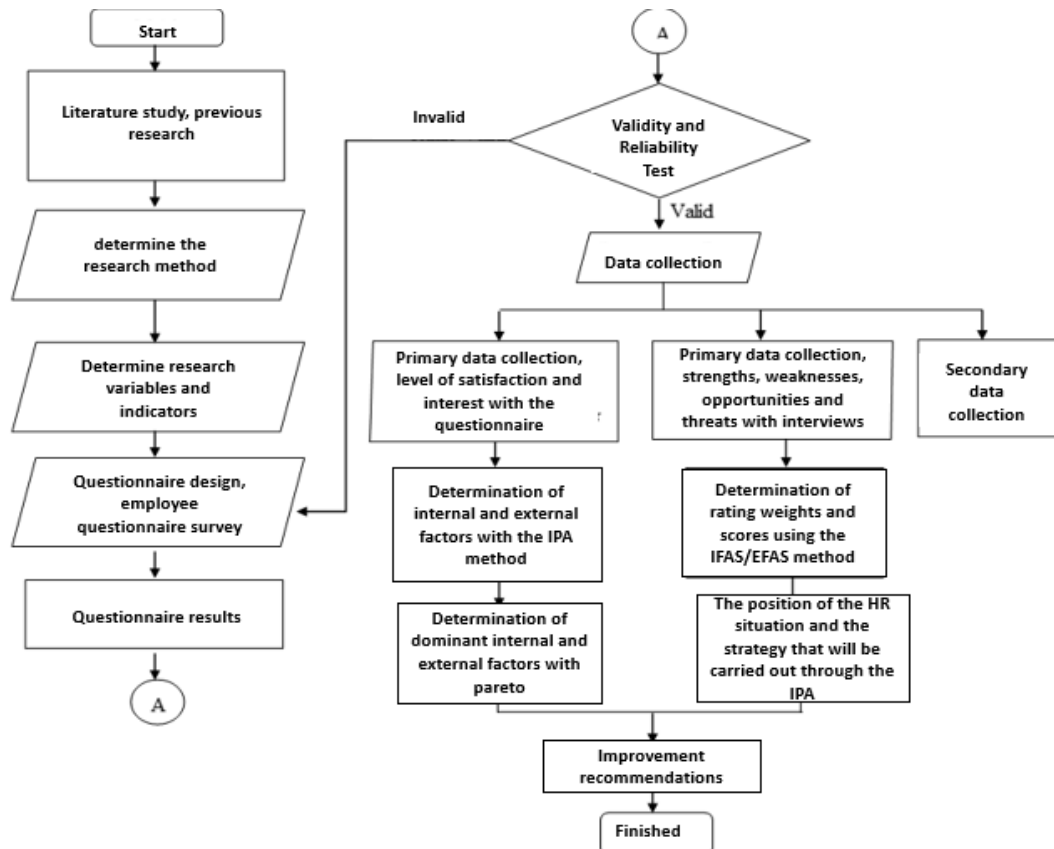 Start
Literature study, previous
research
determine the
research method
Determine research
variables and
indicators
Questionnaire design,
employee
questionnaire survey
Questionnaire results
A
A
Invalid
Validity and
Reliability
Test
Valid
Data collection
Primary data collection,
level of satisfaction and
interest with the
questionnaire
Primary data collection,
strengths, weaknesses,
opportunities and
threats with interviews
Secondary
data
collection
Determination of
internal and external
factors with the IPA
method
Determination of
rating weights and
scores using the
IFAS/EFAS method
Determination of
dominant internal and
external factors with
pareto
The position of the HR
situation and the
strategy that will be
carried out through the
IPA
Improvement
recommendations
Finished